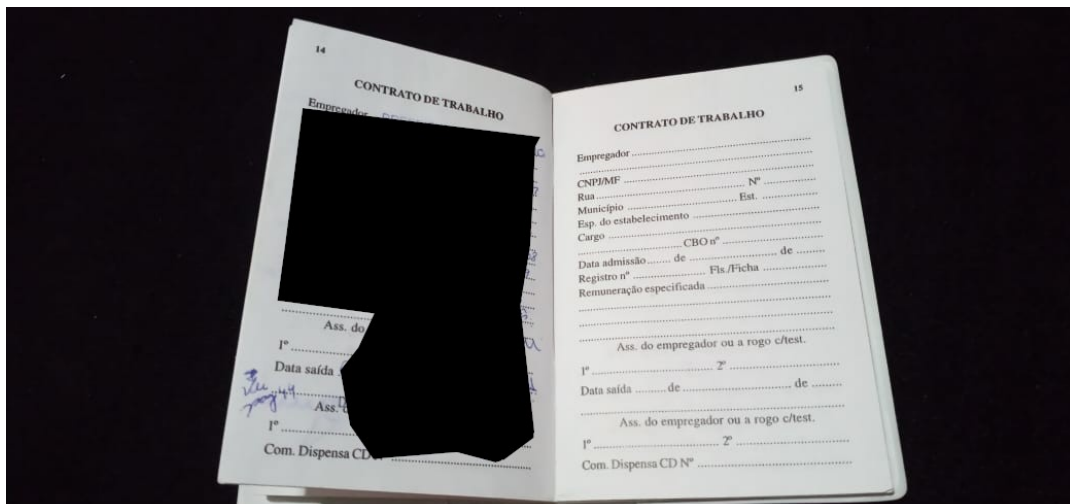 14
CONTRATO DE TRABALHO
Empregador
Ass. do
1º
Data saída
pag 44
Ass.
1º
Com. Dispensa CD
15
CONTRATO DE TRABALHO
Empregador
CNPJ/MF
Rua Nº
Município Est.
Esp. do estabelecimento
Cargo
CBO nº
Data admissão de de
Registro nº Fls./Ficha
Remuneração especificada
Ass. do empregador ou a rogo c/test.
1º 2º
Data saída de de
Ass. do empregador ou a rogo c/test.
1º 2º
Com. Dispensa CD Nº